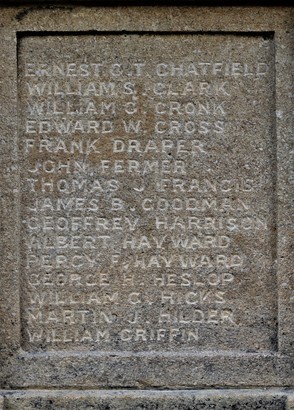 ERNEST C. T. CHATFIELD
WILLIAM S. CLARK
WILLIAM G. CRONK
EDWARD W. CROSS
FRANK DRAPER
JOHN FERMER
THOMAS J. FRANCIS
JAMES B. GOODMAN
GEOFFREY HARRISON
ALBERT HAYWARD
PERCY F. HAYWARD
GEORGE HESLOP
WILLIAM G. HICKS
MARTIN J. HILDER
WILLIAM GRIFFIN